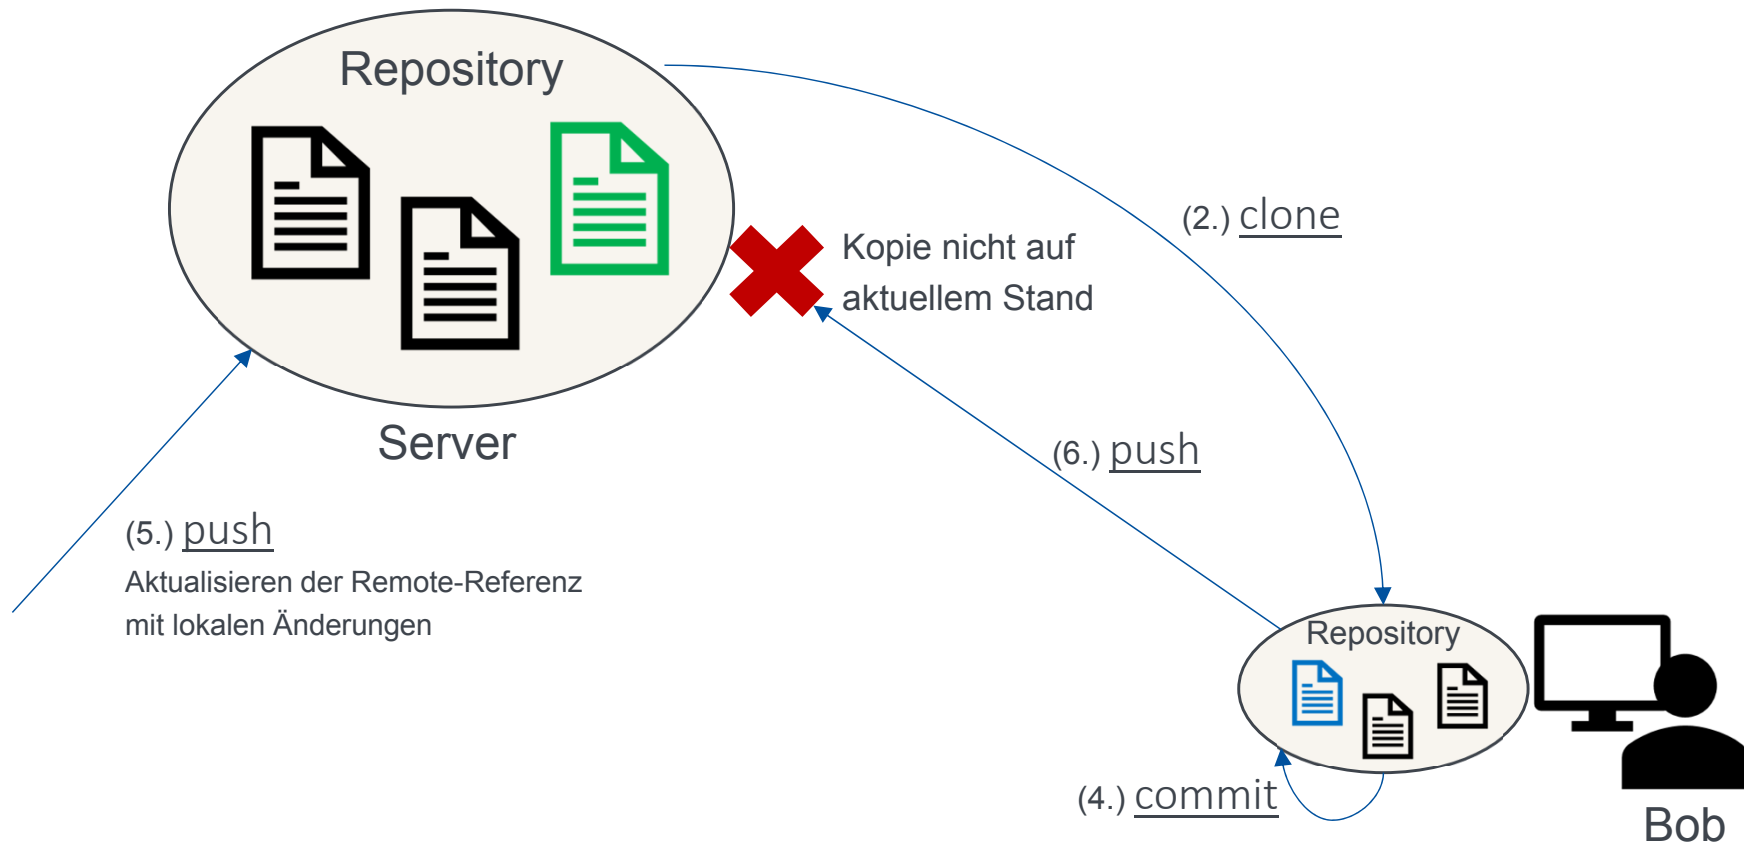 Repository
(2.) clone
Kopie nicht auf
aktuellem Stand
Server
(6.) push
(5.) push
Aktualisieren der Remote-Referenz
mit lokalen Änderungen
Repository
(4.) commit
Bob